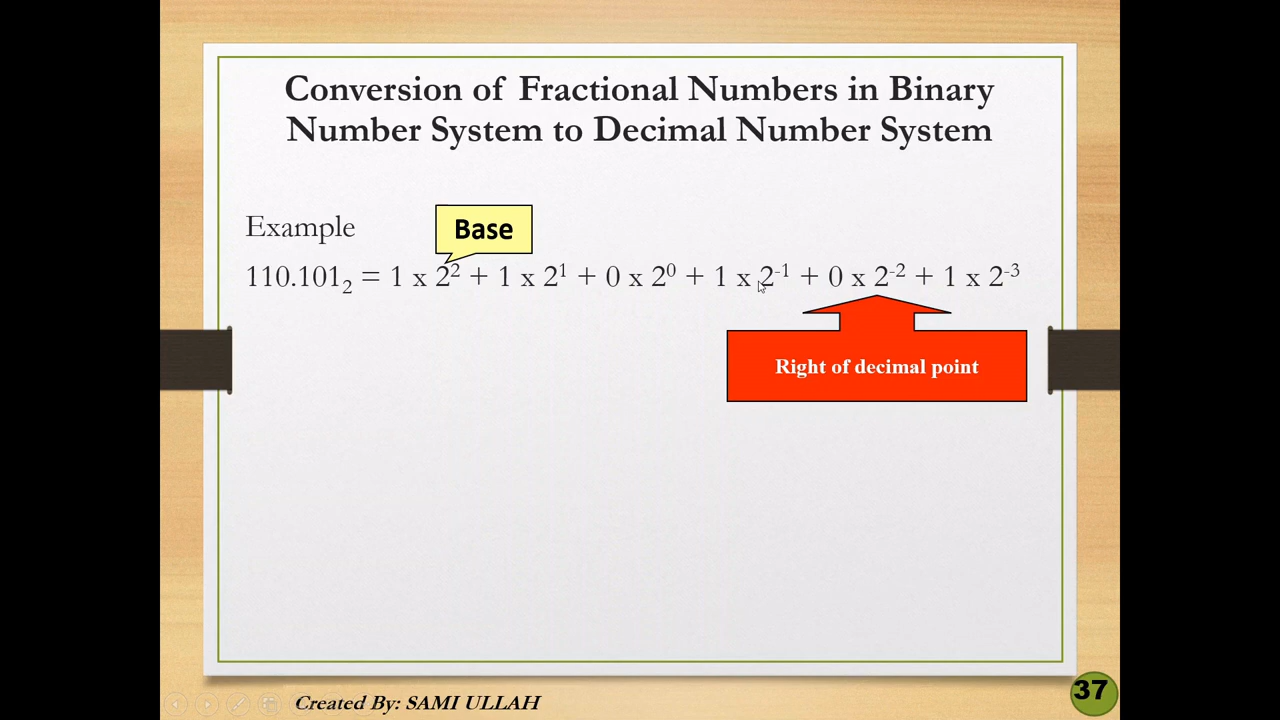 Conversion of Fractional Numbers in Binary
Number System to Decimal Number System
Example
Base
110.101₂ = 1 x 2² + 1 x 2¹ + 0 x 2⁰ + 1 x 2⁻¹ + 0 x 2⁻² + 1 x 2⁻³
Right of decimal point
Created By: SAMI ULLAH
37